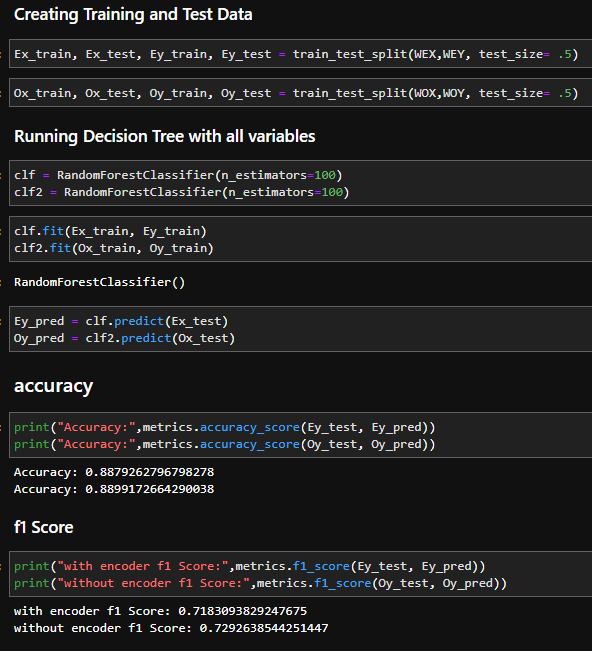 Creating Training and Test Data
Ex_train, Ex_test, Ey_train, Ey_test = train_test_split(WEX,WEY, test_size= .5)
Ox_train, Ox_test, Oy_train, Oy_test = train_test_split(WOX,WOY, test_size= .5)
Running Decision Tree with all variables
clf = RandomForestClassifier(n_estimators=100)
clf2 = RandomForestClassifier(n_estimators=100)
clf.fit(Ex_train, Ey_train)
clf2.fit(Ox_train, Oy_train)
RandomForestClassifier()
Ey_pred = clf.predict(Ex_test)
Oy_pred = clf2.predict(Ox_test)
accuracy
print("Accuracy:",metrics.accuracy_score(Ey_test, Ey_pred))
print("Accuracy:",metrics.accuracy_score(Oy_test, Oy_pred))
Accuracy: 0.8879262796798278
Accuracy: 0.8899172664290038
f1 Score
print("with encoder f1 Score:",metrics.f1_score(Ey_test, Ey_pred))
print("without encoder f1 Score:",metrics.f1_score(Oy_test, Oy_pred))
with encoder f1 Score: 0.7183093829247675
without encoder f1 Score: 0.7292638544251447